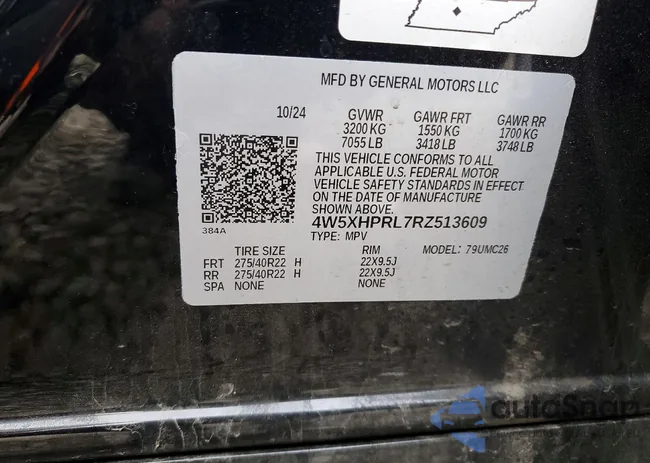 MFD BY GENERAL MOTORS LLC
10/24 GVWR GAWR FRT GAWR RR
3200 KG 1550 KG 1700 KG
7055 LB 3418 LB 3748 LB
THIS VEHICLE CONFORMS TO ALL
APPLICABLE U.S. FEDERAL MOTOR
VEHICLE SAFETY STANDARDS IN EFFECT
ON THE DATE OF MANUFACTURE
SHOWN ABOVE.
384A
4W5XHPRL7RZ513609
TYPE: MPV MODEL: 79UMC26
TIRE SIZE RIM
FRT 275/40R22 H 22X9.5J
RR 275/40R22 H 22X9.5J
SPA NONE NONE
autoSnap